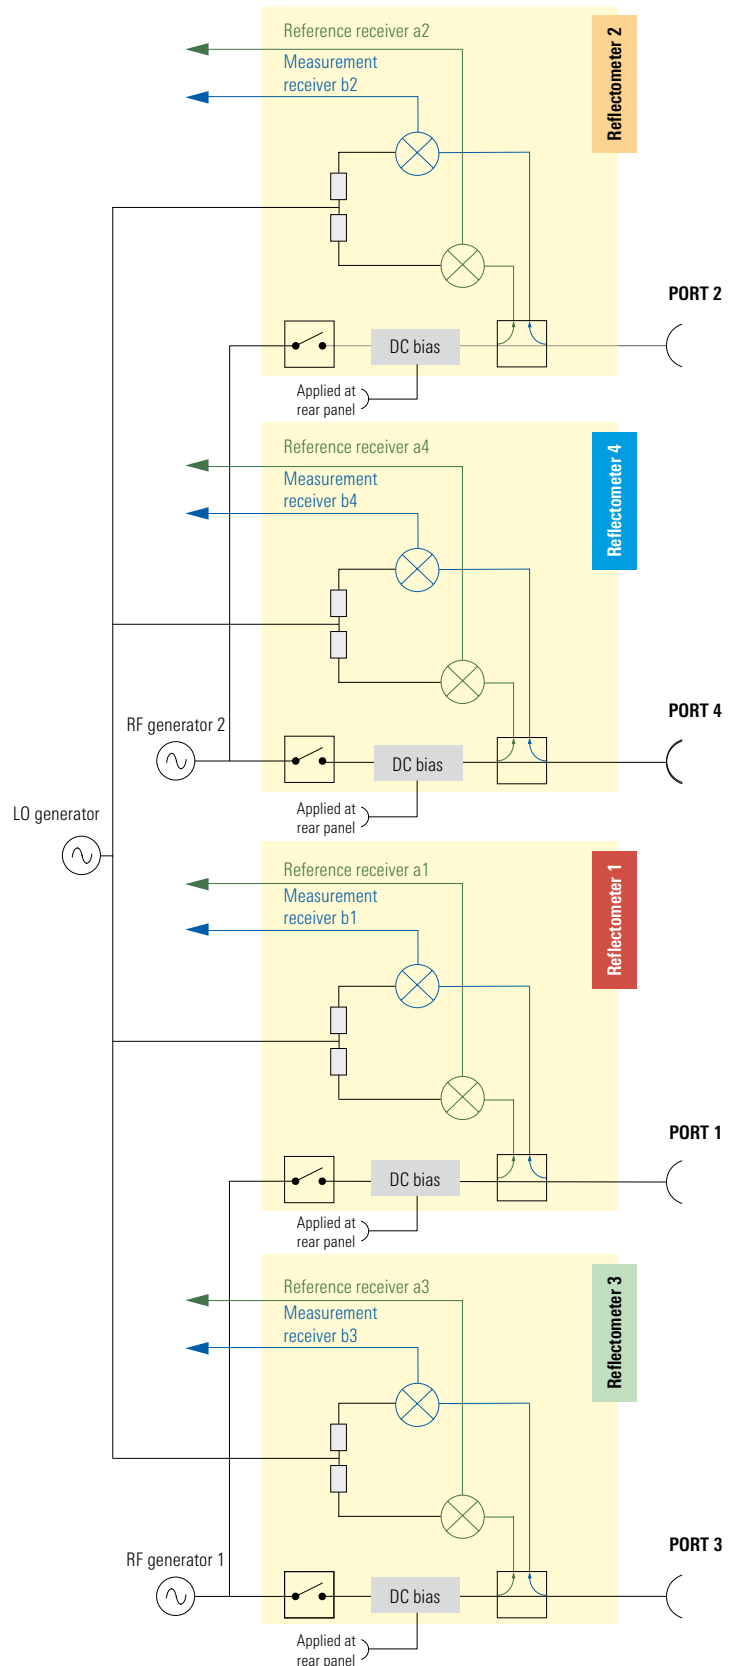 Reference receiver a2
Measurement
receiver b2
Reflectometer 2
PORT 2
DC bias
Applied at
rear panel
Reference receiver a4
Measurement
receiver b4
Reflectometer 4
PORT 4
RF generator 2
DC bias
Applied at
rear panel
LO generator
Reference receiver a1
Measurement
receiver b1
Reflectometer 1
PORT 1
DC bias
Applied at
rear panel
Reference receiver a3
Measurement
receiver b3
Reflectometer 3
PORT 3
RF generator 1
DC bias
Applied at
rear panel